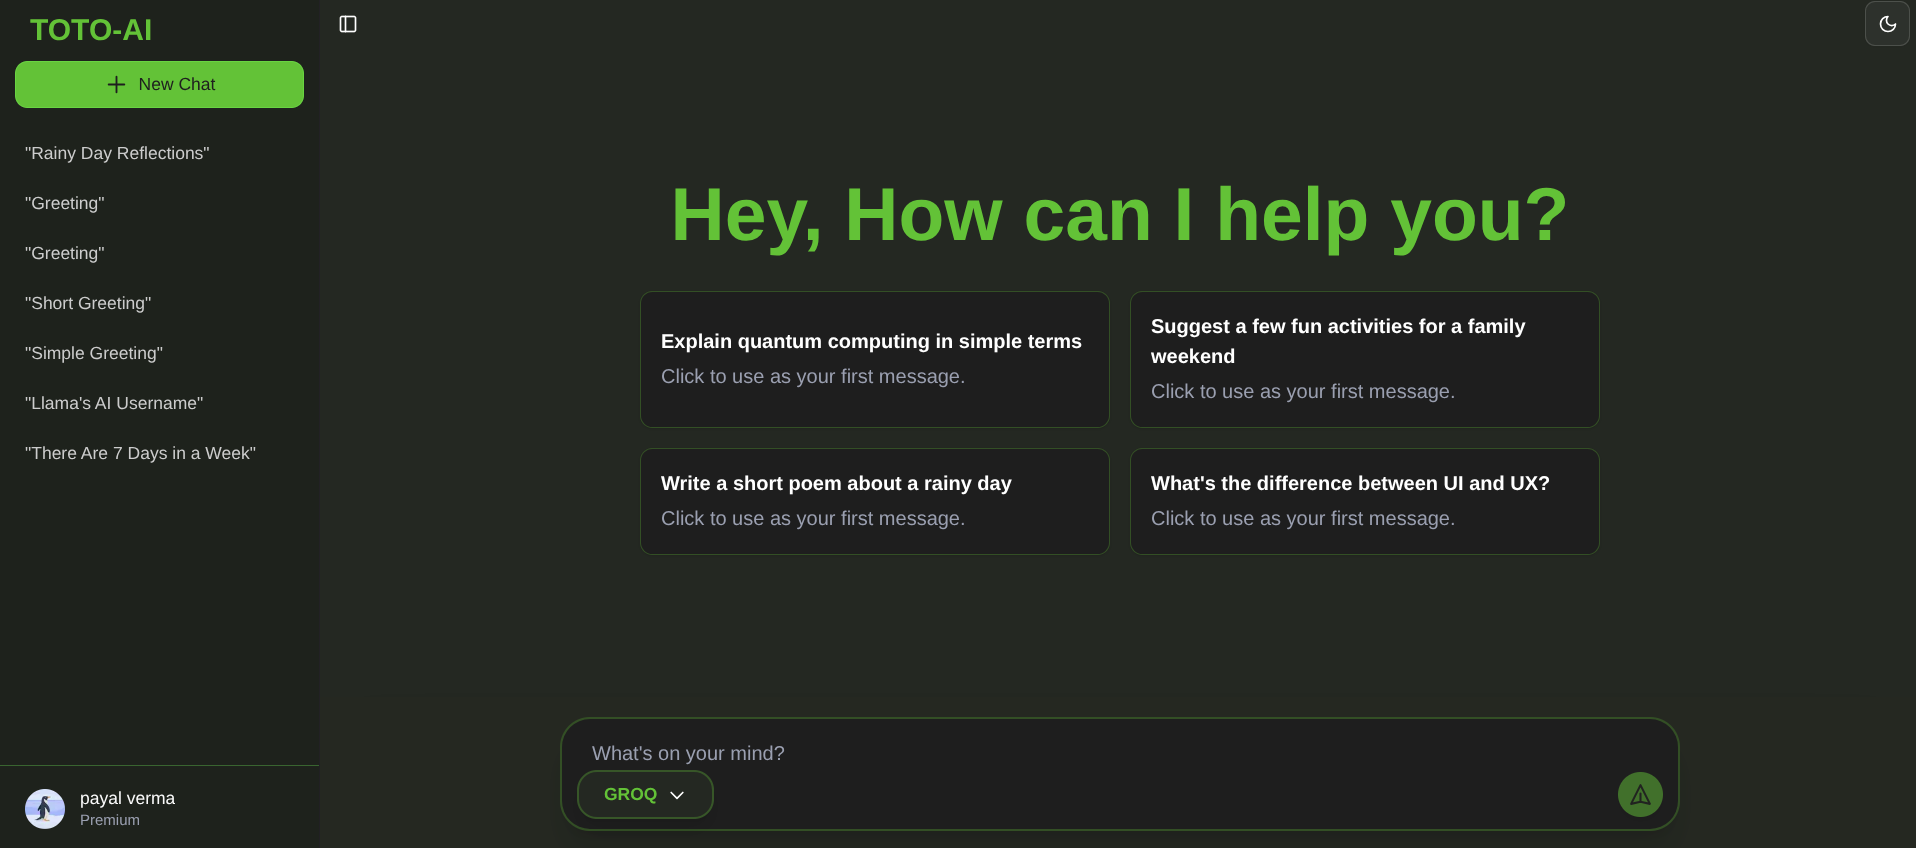 TOTO-AI
New Chat
"Rainy Day Reflections"
"Greeting"
"Greeting"
"Short Greeting"
"Simple Greeting"
"Llama's AI Username"
"There Are 7 Days in a Week"
payal verma
Premium
Hey, How can I help you?
Explain quantum computing in simple terms
Click to use as your first message.
Suggest a few fun activities for a family
weekend
Click to use as your first message.
Write a short poem about a rainy day
Click to use as your first message.
What's the difference between UI and UX?
Click to use as your first message.
What's on your mind?
GROQ